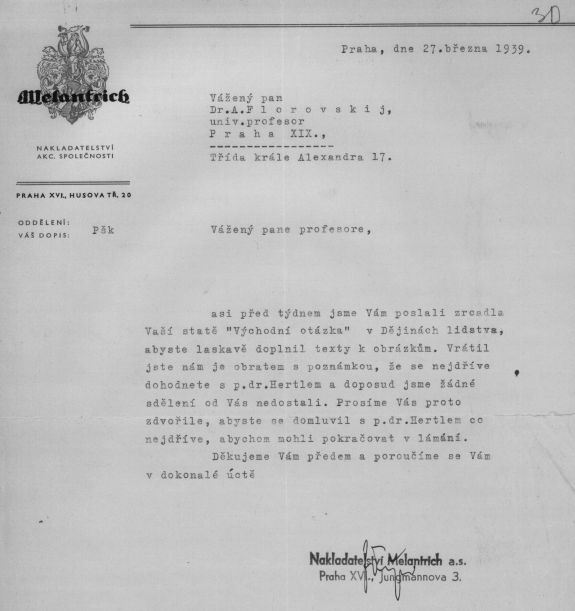 30
Praha, dne 27.března 1939.
Melantrich
NAKLADATELSTVÍ
AKC. SPOLEČNOSTI
PRAHA XVI., HUSOVA TŘ. 20
ODDĚLENÍ:
VÁŠ DOPIS: Pšk
Vážený pan
Dr.A.F l o r o v s k i j,
univ.profesor
P r a h a XIX.,
Třída krále Alexandra 17.
Vážený pane profesore,
asi před týdnem jsme Vám poslali zrcadla
Vaší statě "Východní otázka" v Dějinách lidstva,
abyste laskavě doplnil texty k obrázkům. Vrátil
jste nám je obratem s poznámkou, že se nejdříve
dohodnete s p.dr.Hertlem a doposud jsme žádné
sdělení od Vás nedostali. Prosíme Vás proto
zdvořile, abyste se domluvil s p.dr.Hertlem co
nejdříve, abychom mohli pokračovat v lámání.
Děkujeme Vám předem a poroučíme se Vám
v dokonalé úctě
Nakladatelství Melantrich a.s.
Praha XVI., Jungmannova 3.